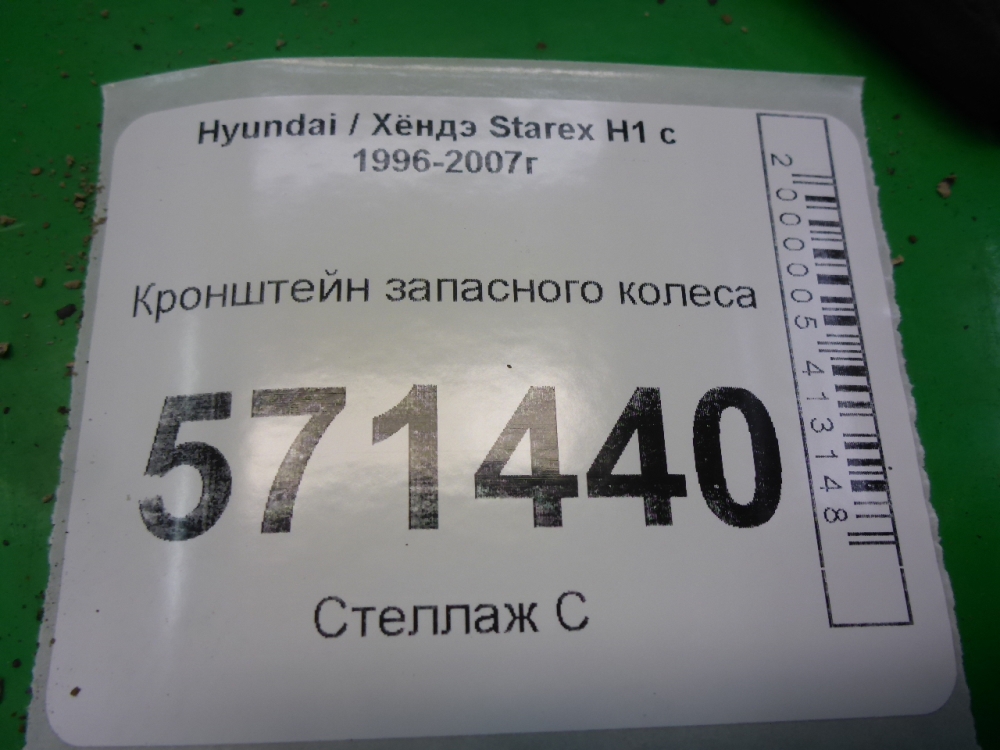 Hyundai / Хёндэ Starex H1 с
1996-2007г
Кронштейн запасного колеса
571440
Стеллаж С
2000005413148